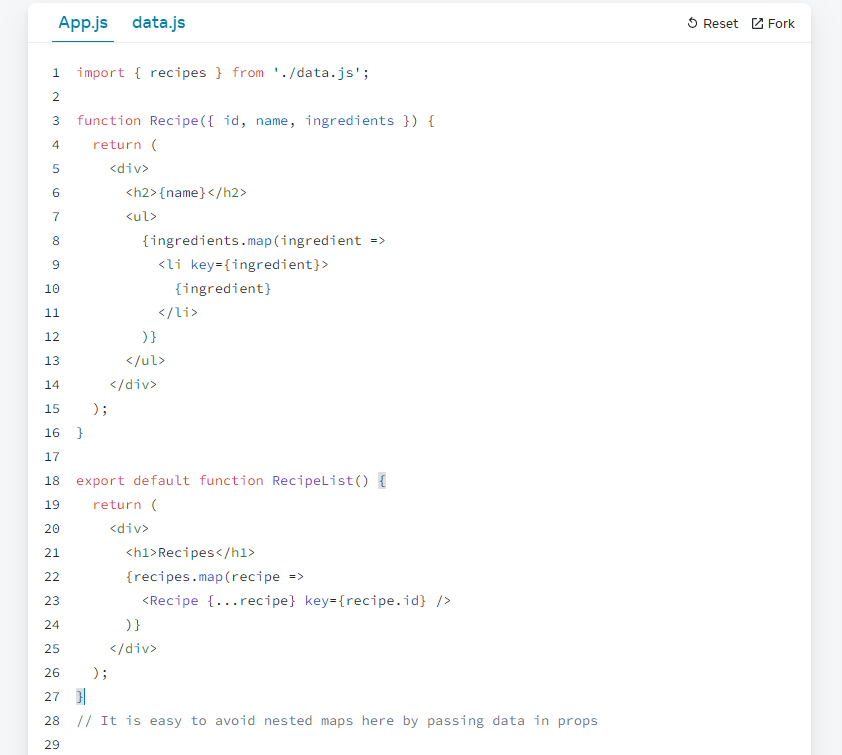 App.js data.js Reset Fork
1 import { recipes } from './data.js';
2
3 function Recipe({ id, name, ingredients }) {
4   return (
5     <div>
6       <h2>{name}</h2>
7       <ul>
8         {ingredients.map(ingredient =>
9           <li key={ingredient}>
10             {ingredient}
11           </li>
12         )}
13       </ul>
14     </div>
15   );
16 }
17
18 export default function RecipeList() {
19   return (
20     <div>
21       <h1>Recipes</h1>
22       {recipes.map(recipe =>
23         <Recipe {...recipe} key={recipe.id} />
24       )}
25     </div>
26   );
27 }
28 // It is easy to avoid nested maps here by passing data in props
29